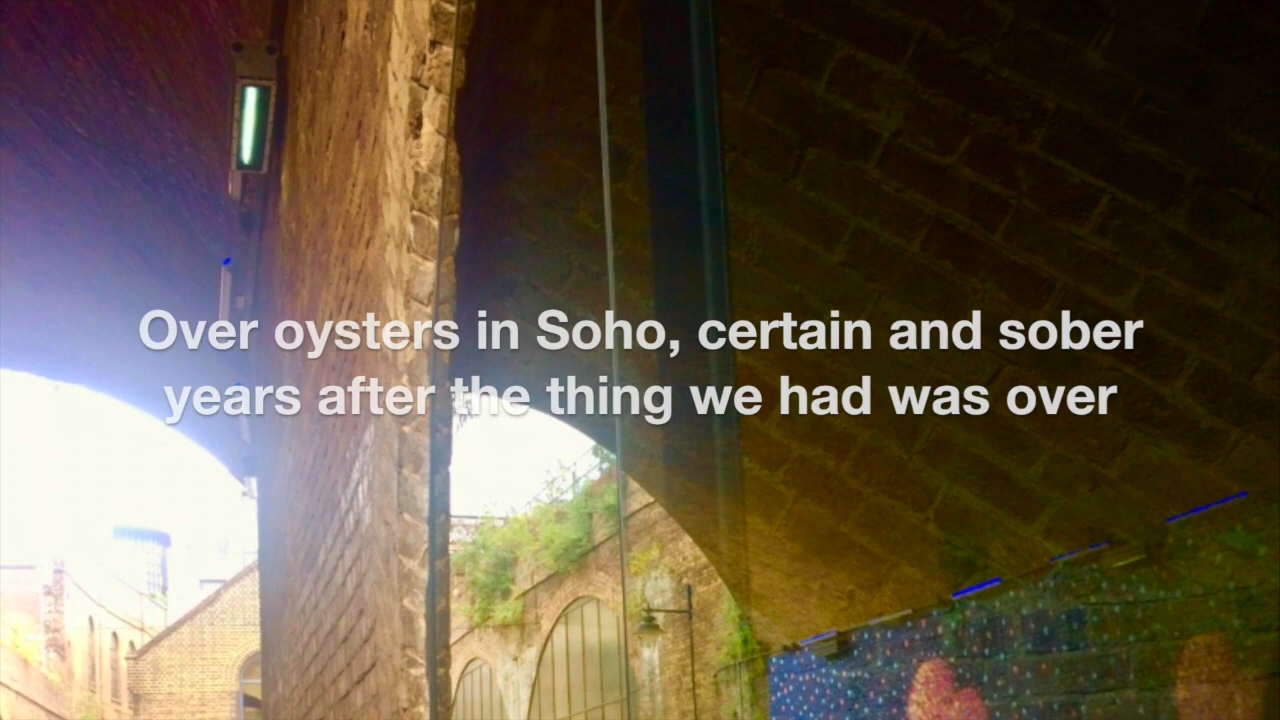 Over oysters in Soho, certain and sober
years after the thing we had was over